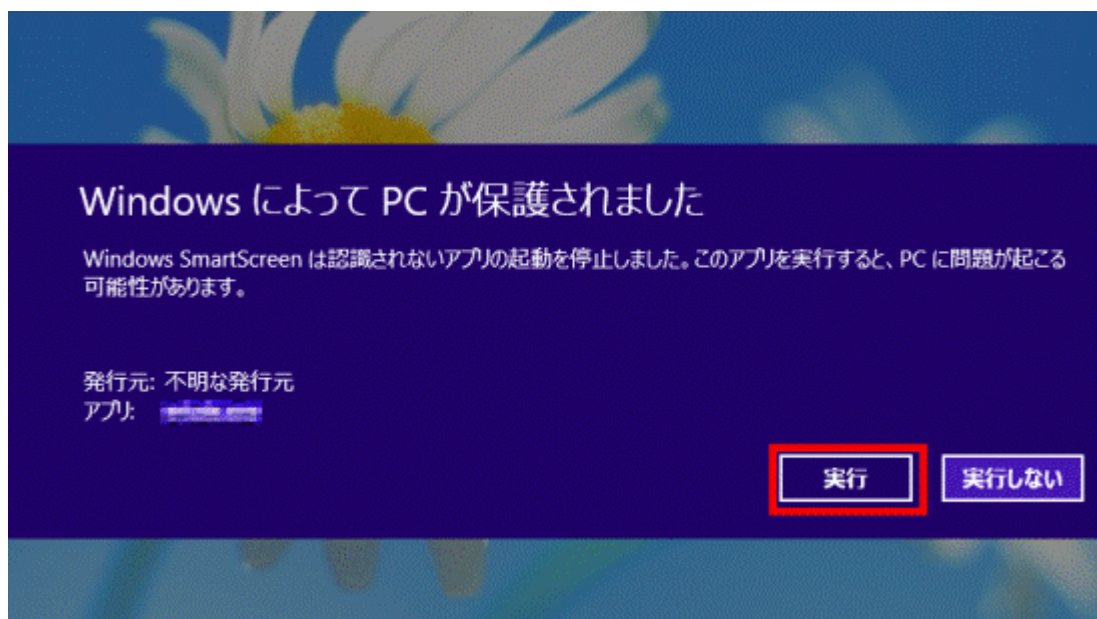 Windows によって PC が保護されました
Windows SmartScreen は認識されないアプリの起動を停止しました。このアプリを実行すると、PC に問題が起こる
可能性があります。
発行元: 不明な発行元
アプリ:
実行
実行しない